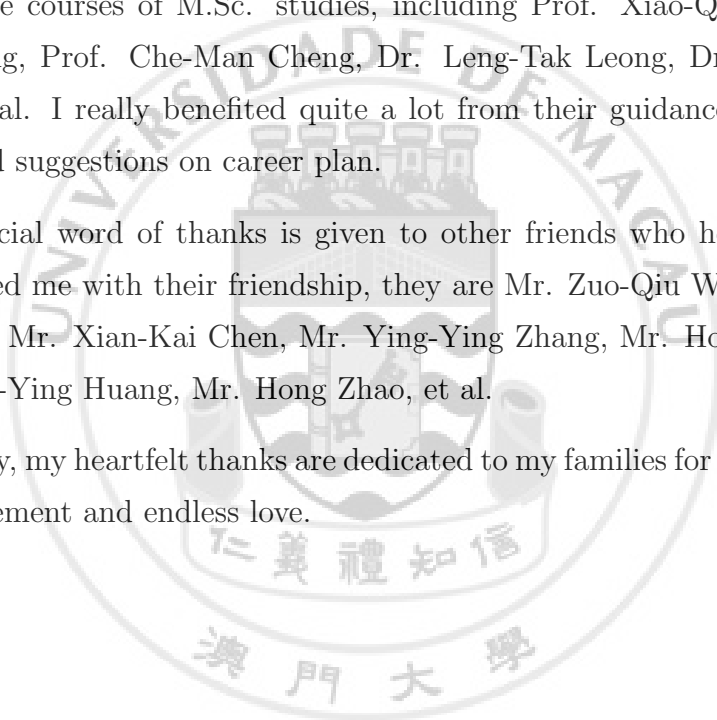 e courses of M.Sc. studies, including Prof. Xiao-Q
ng, Prof. Che-Man Cheng, Dr. Leng-Tak Leong, Dr
al. I really benefited quite a lot from their guidance
d suggestions on career plan.
cial word of thanks is given to other friends who he
ed me with their friendship, they are Mr. Zuo-Qiu W
Mr. Xian-Kai Chen, Mr. Ying-Ying Zhang, Mr. Ho
-Ying Huang, Mr. Hong Zhao, et al.
y, my heartfelt thanks are dedicated to my families for
ement and endless love.
UNIVERSIDADE DE MACAU
仁義禮知信
澳門大學